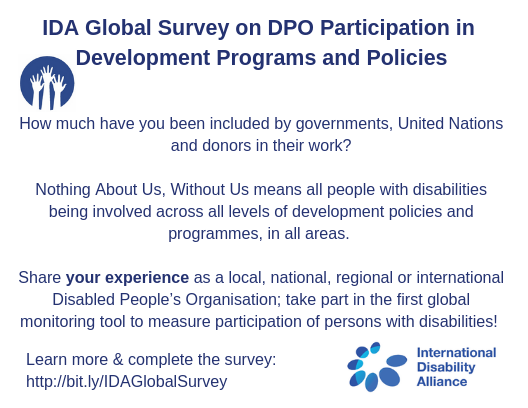 IDA Global Survey on DPO Participation in
Development Programs and Policies
How much have you been included by governments, United Nations
and donors in their work?
Nothing About Us, Without Us means all people with disabilities
being involved across all levels of development policies and
programmes, in all areas.
Share your experience as a local, national, regional or international
Disabled People’s Organisation; take part in the first global
monitoring tool to measure participation of persons with disabilities!
Learn more & complete the survey:
http://bit.ly/IDAGlobalSurvey
International
Disability
Alliance